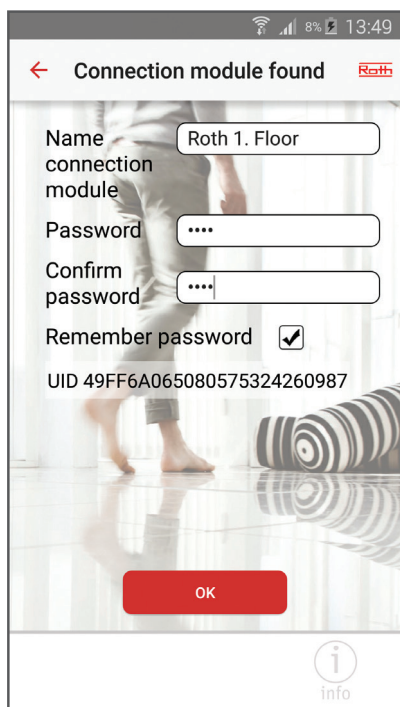 8% 13:49
Connection module found
Roth
Name
connection
module
Roth 1. Floor
Password
••••
Confirm
password
••••
Remember password
UID 49FF6A065080575324260987
OK
i
info